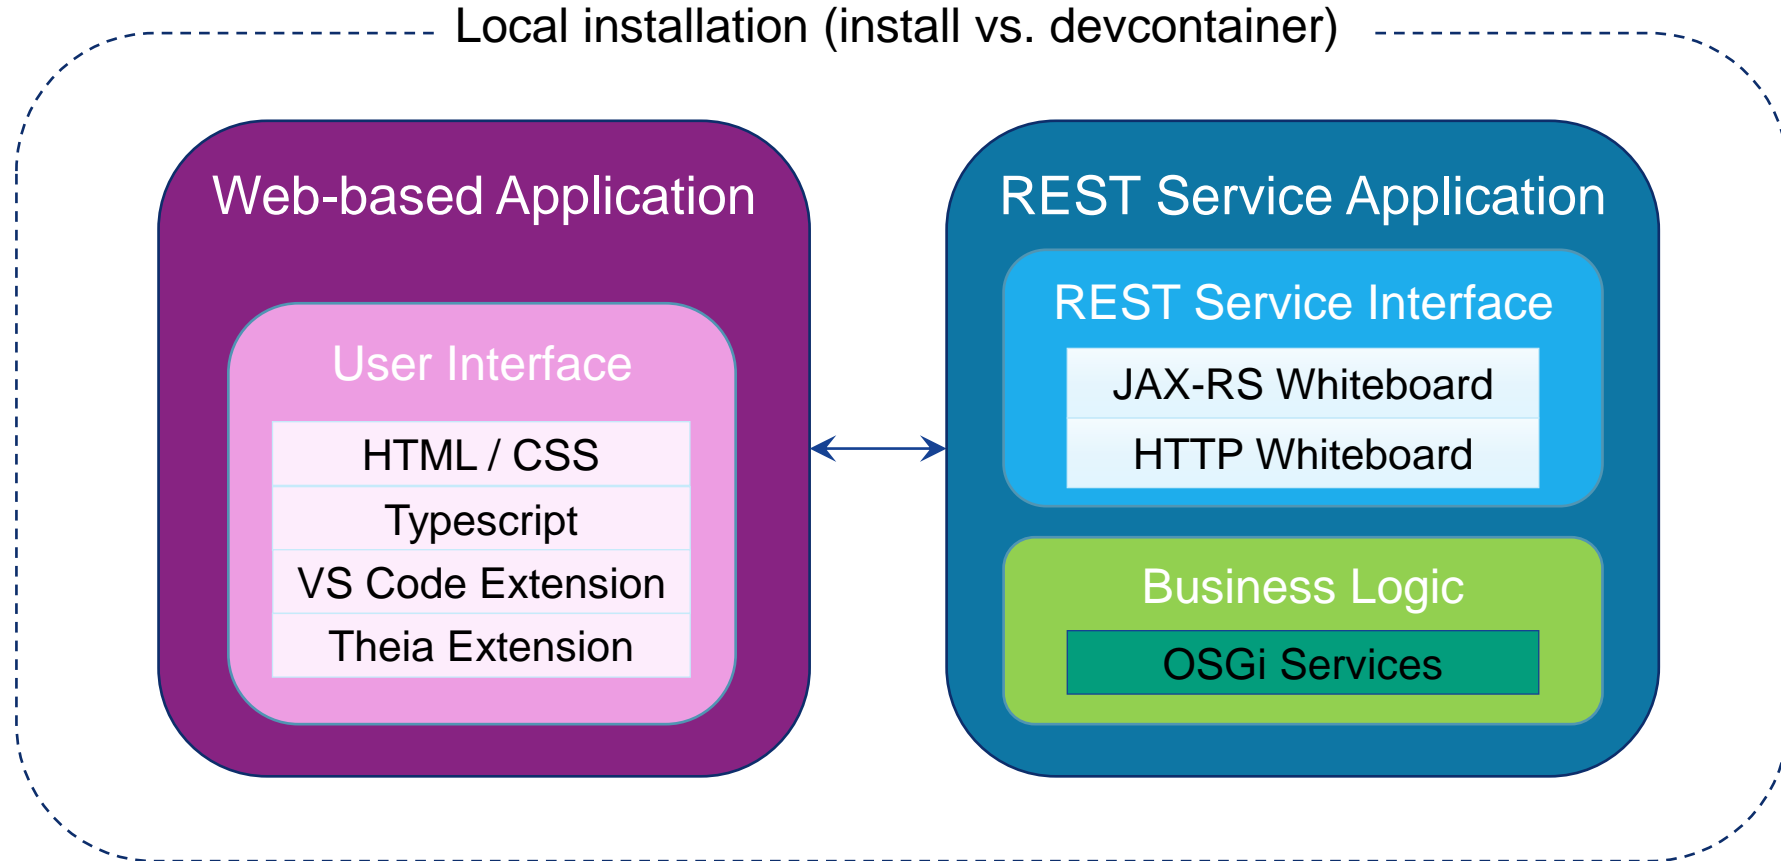 Local installation (install vs. devcontainer)
Web-based Application
User Interface
HTML / CSS
Typescript
VS Code Extension
Theia Extension
REST Service Application
REST Service Interface
JAX-RS Whiteboard
HTTP Whiteboard
Business Logic
OSGi Services